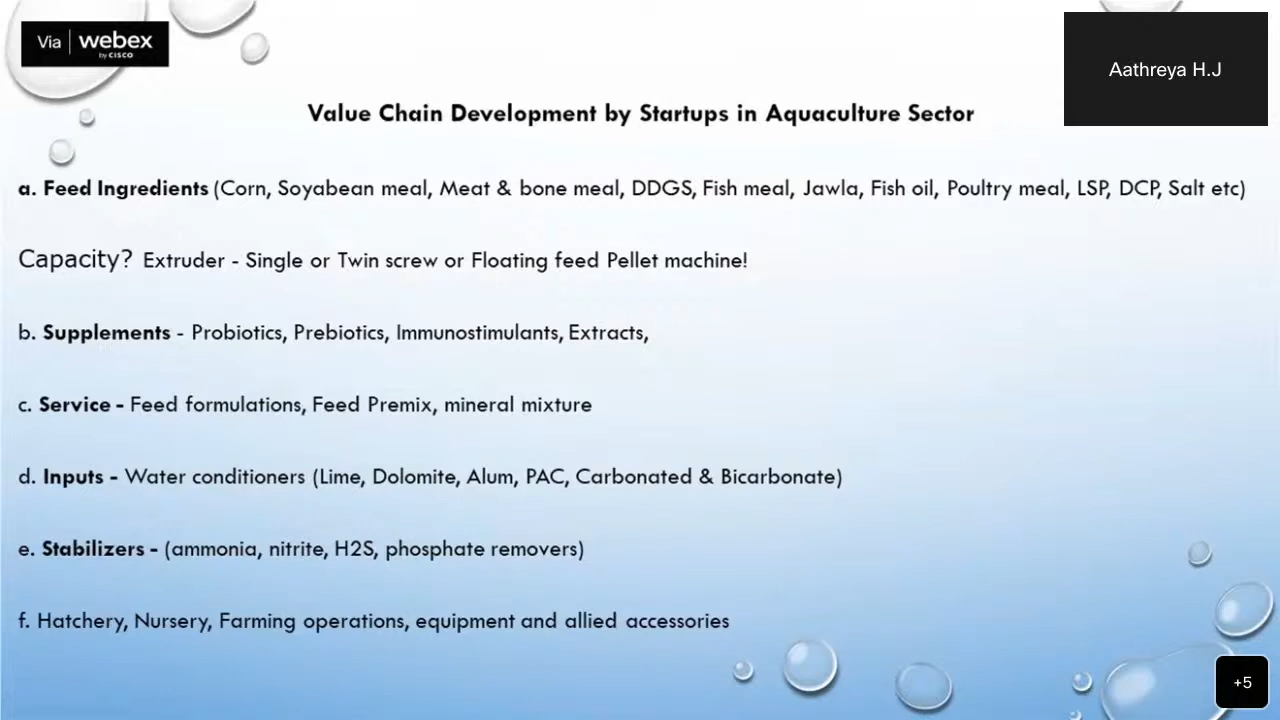 Via | webex
by CISCO
Aathreya H.J
Value Chain Development by Startups in Aquaculture Sector
a. Feed Ingredients (Corn, Soyabean meal, Meat & bone meal, DDGS, Fish meal, Jawla, Fish oil, Poultry meal, LSP, DCP, Salt etc)
Capacity? Extruder - Single or Twin screw or Floating feed Pellet machine!
b. Supplements - Probiotics, Prebiotics, Immunostimulants, Extracts,
c. Service - Feed formulations, Feed Premix, mineral mixture
d. Inputs - Water conditioners (Lime, Dolomite, Alum, PAC, Carbonated & Bicarbonate)
e. Stabilizers - (ammonia, nitrite, H2S, phosphate removers)
f. Hatchery, Nursery, Farming operations, equipment and allied accessories
+5